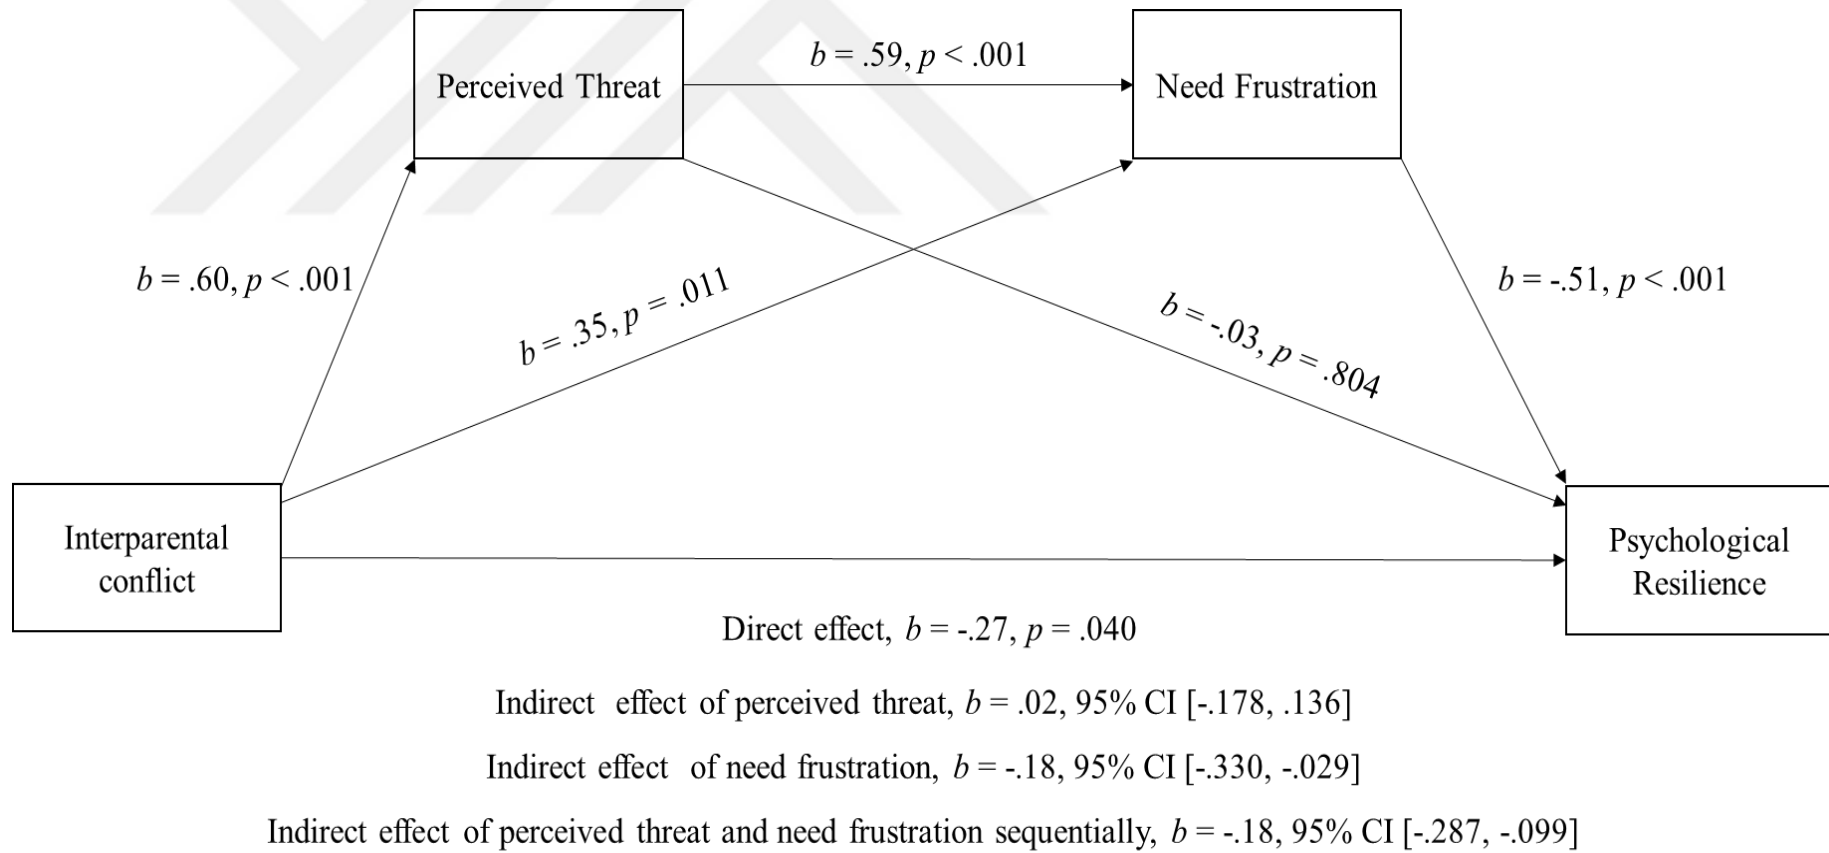 b = .59, p < .001
Perceived Threat
Need Frustration
b = .60, p < .001
b = .35, p = .011
b = -.03, p = .804
b = -.51, p < .001
Interparental
conflict
Psychological
Resilience
Direct effect, b = -.27, p = .040
Indirect effect of perceived threat, b = .02, 95% CI [-.178, .136]
Indirect effect of need frustration, b = -.18, 95% CI [-.330, -.029]
Indirect effect of perceived threat and need frustration sequentially, b = -.18, 95% CI [-.287, -.099]